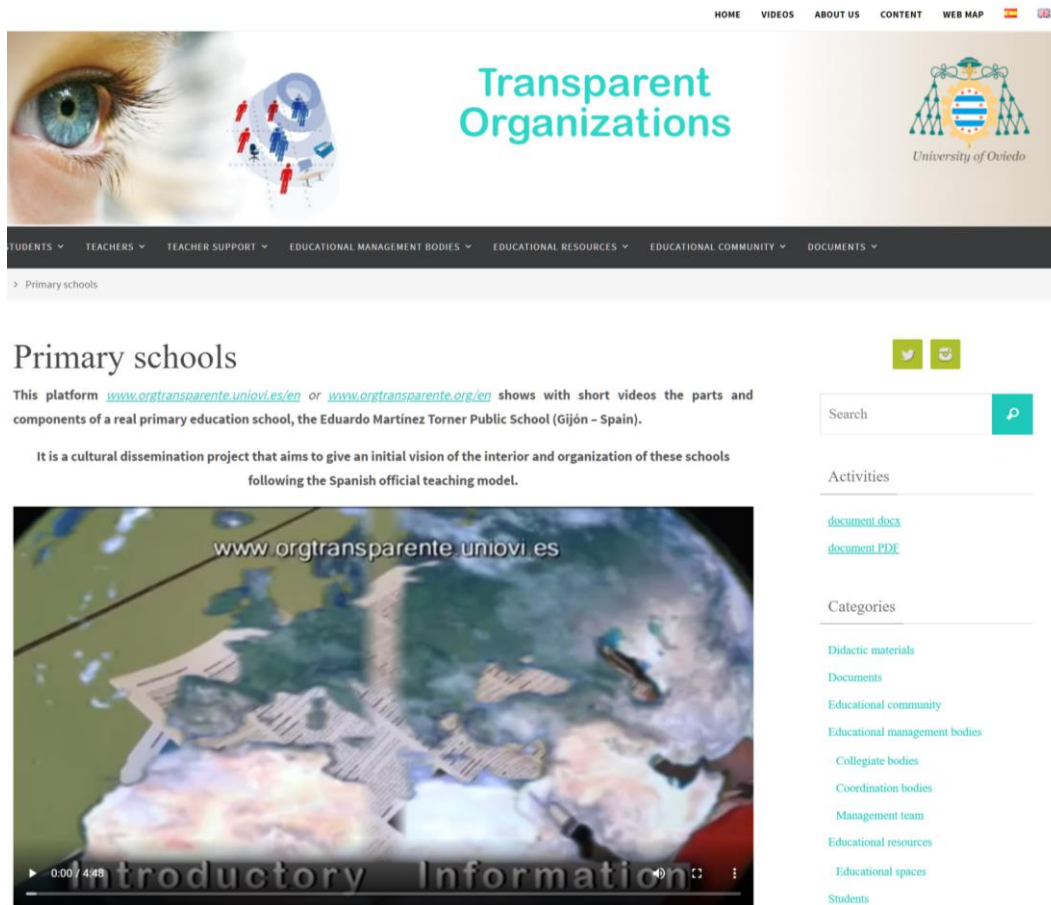 HOME VIDEOS ABOUT US CONTENT WEB MAP
Transparent
Organizations
University of Oviedo
STUDENTS TEACHERS TEACHER SUPPORT EDUCATIONAL MANAGEMENT BODIES EDUCATIONAL RESOURCES EDUCATIONAL COMMUNITY DOCUMENTS
> Primary schools
Primary schools
This platform www.orgtransparente.uniovi.es/en or www.orgtransparente.org/en shows with short videos the parts and
components of a real primary education school, the Eduardo Martínez Torner Public School (Gijón – Spain).
It is a cultural dissemination project that aims to give an initial vision of the interior and organization of these schools
following the Spanish official teaching model.
www.orgtransparente.uniovi.es
Introductory Information
0:00 / 4:48
Search
Activities
document docx
document PDF
Categories
Didactic materials
Documents
Educational community
Educational management bodies
Collegiate bodies
Coordination bodies
Management team
Educational resources
Educational spaces
Students